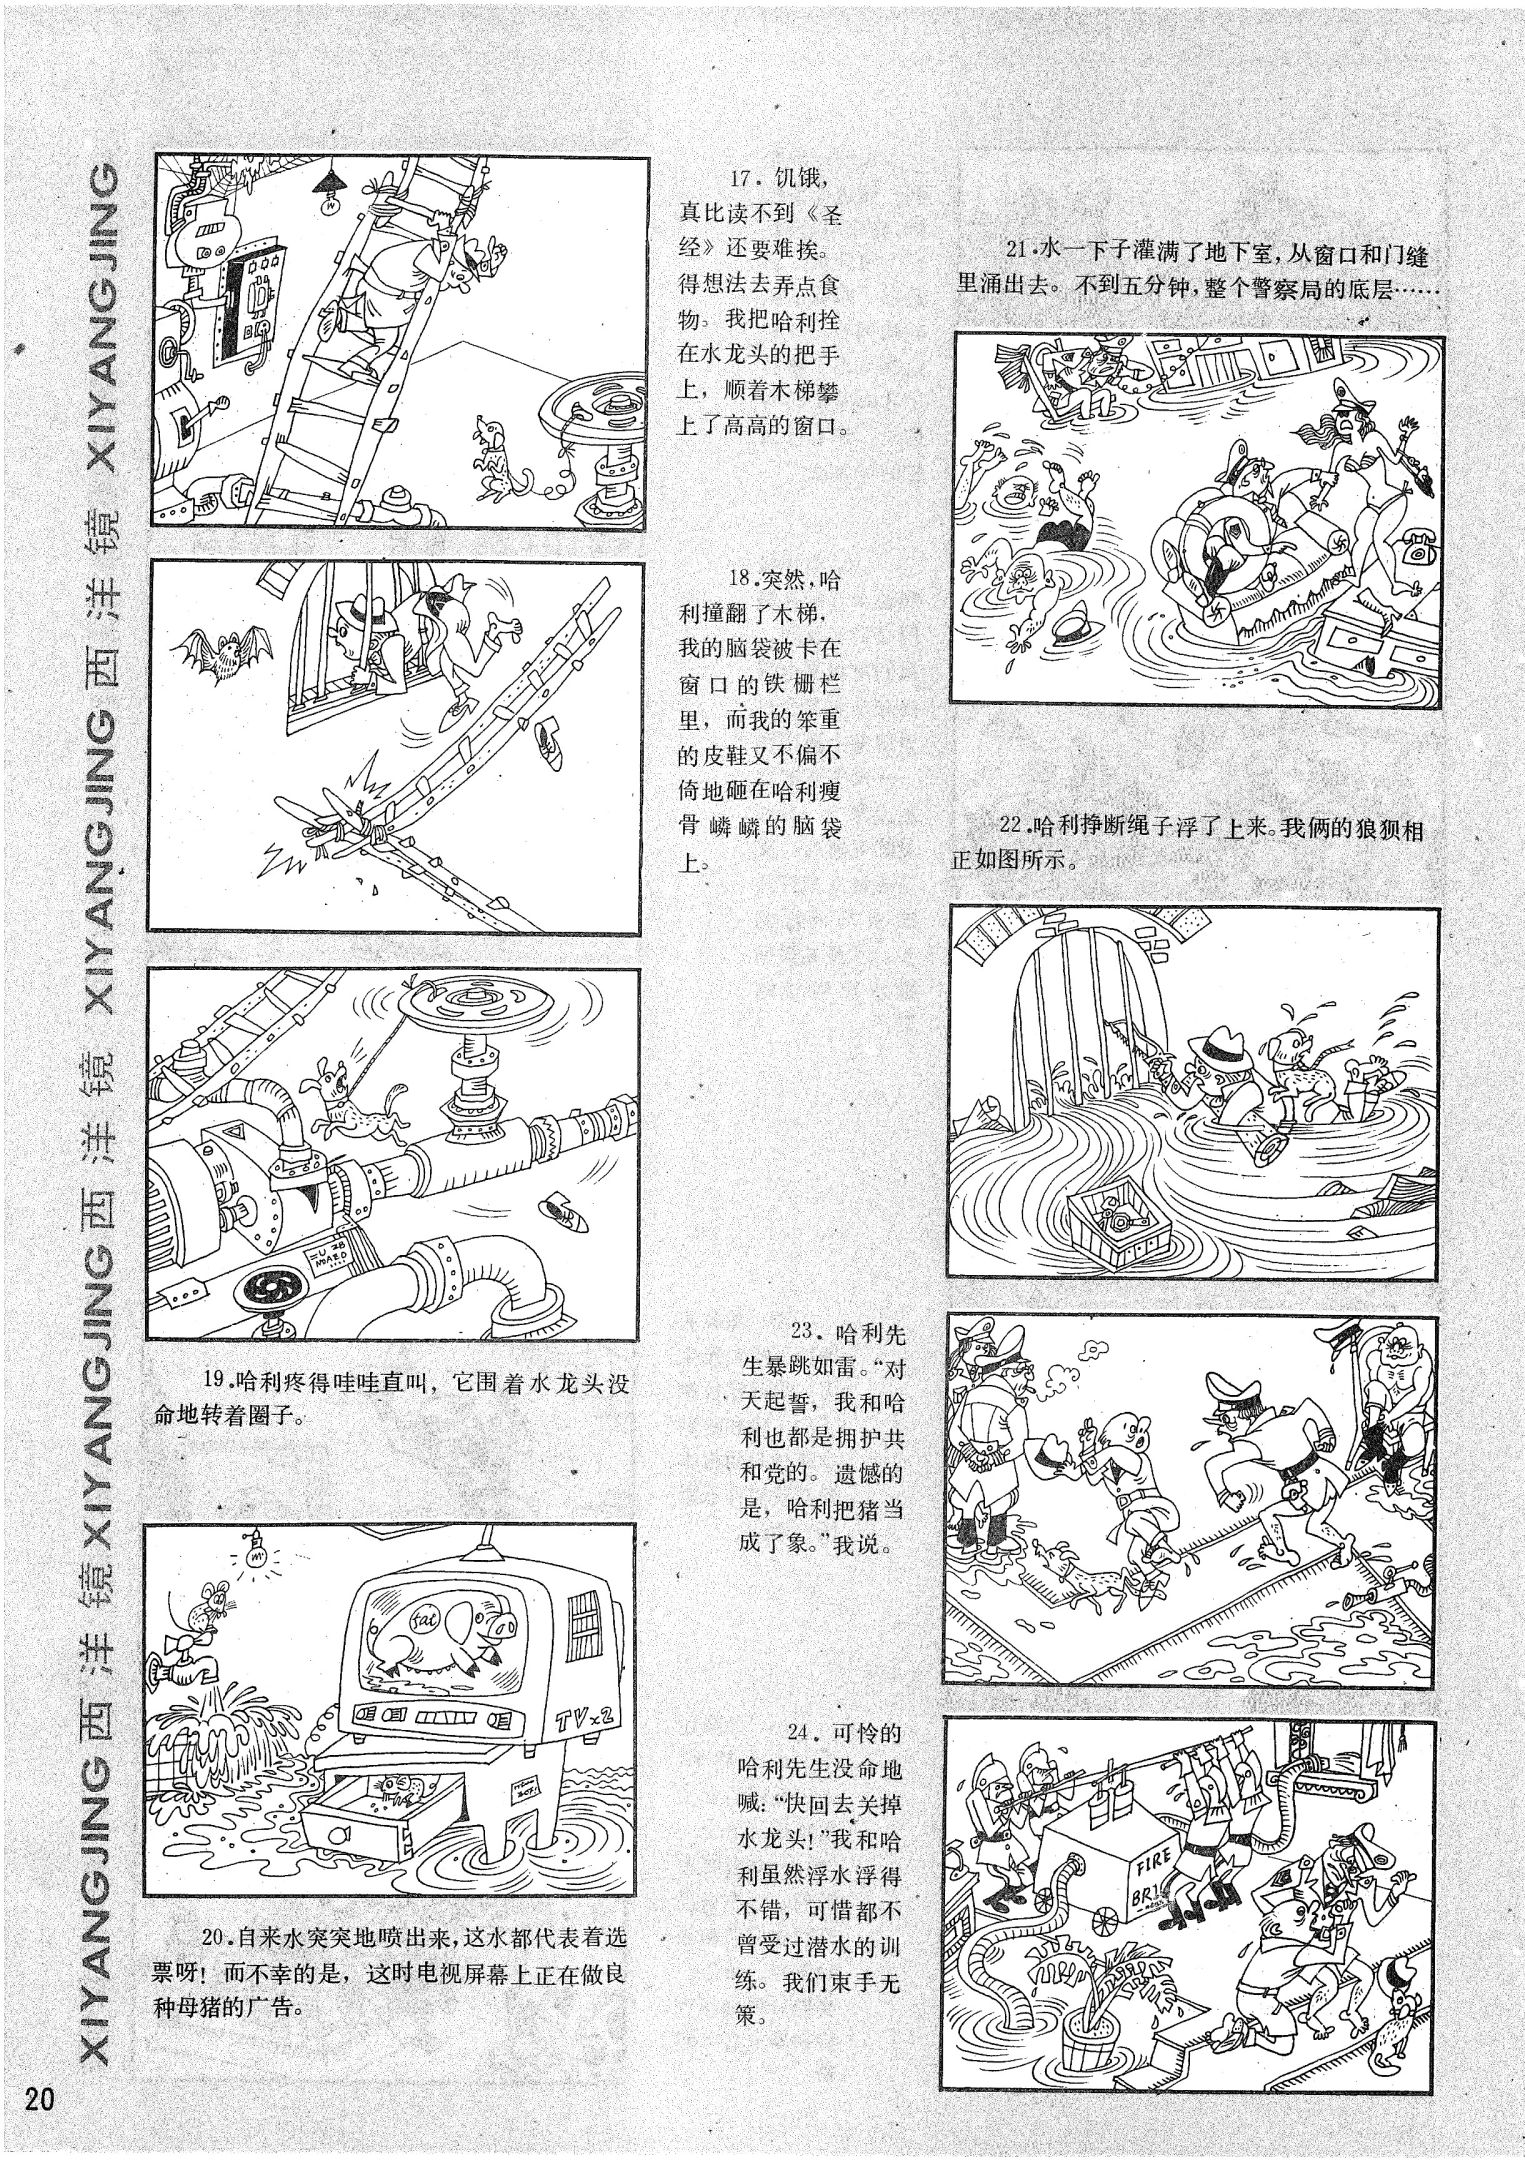 XIYANGJING 西洋镜 XIYANGJING 西洋镜 XIYANGJING 西洋镜 XIYANGJING 西洋镜 XIYANGJING
17. 饥饿,
真比读不到《圣
经》还要难挨。
得想法去弄点食
物。我把哈利拴
在水龙头的把手
上，顺着木梯攀
上了高高的窗口。
18.突然,哈
利撞翻了木梯,
我的脑袋被卡在
窗口的铁栅栏
里，而我的笨重
的皮鞋又不偏不
倚地砸在哈利瘦
骨嶙嶙的脑袋
上。
19.哈利疼得哇哇直叫，它围着水龙头没
命地转着圈子。
fat
TVx2
20.自来水突突地喷出来,这水都代表着选
票呀！而不幸的是，这时电视屏幕上正在做良
种母猪的广告。
21.水一下子灌满了地下室,从窗口和门缝
里涌出去。不到五分钟,整个警察局的底层……
22.哈利挣断绳子浮了上来。我俩的狼狈相
正如图所示。
23. 哈利先
生暴跳如雷。“对
天起誓，我和哈
利也都是拥护共
和党的。遗憾的
是，哈利把猪当
成了象。”我说。
24. 可怜的
哈利先生没命地
喊:“快回去关掉
水龙头!”我和哈
利虽然浮水浮得
不错，可惜都不
曾受过潜水的训
练。我们束手无
策。
FIRE
BRI
20